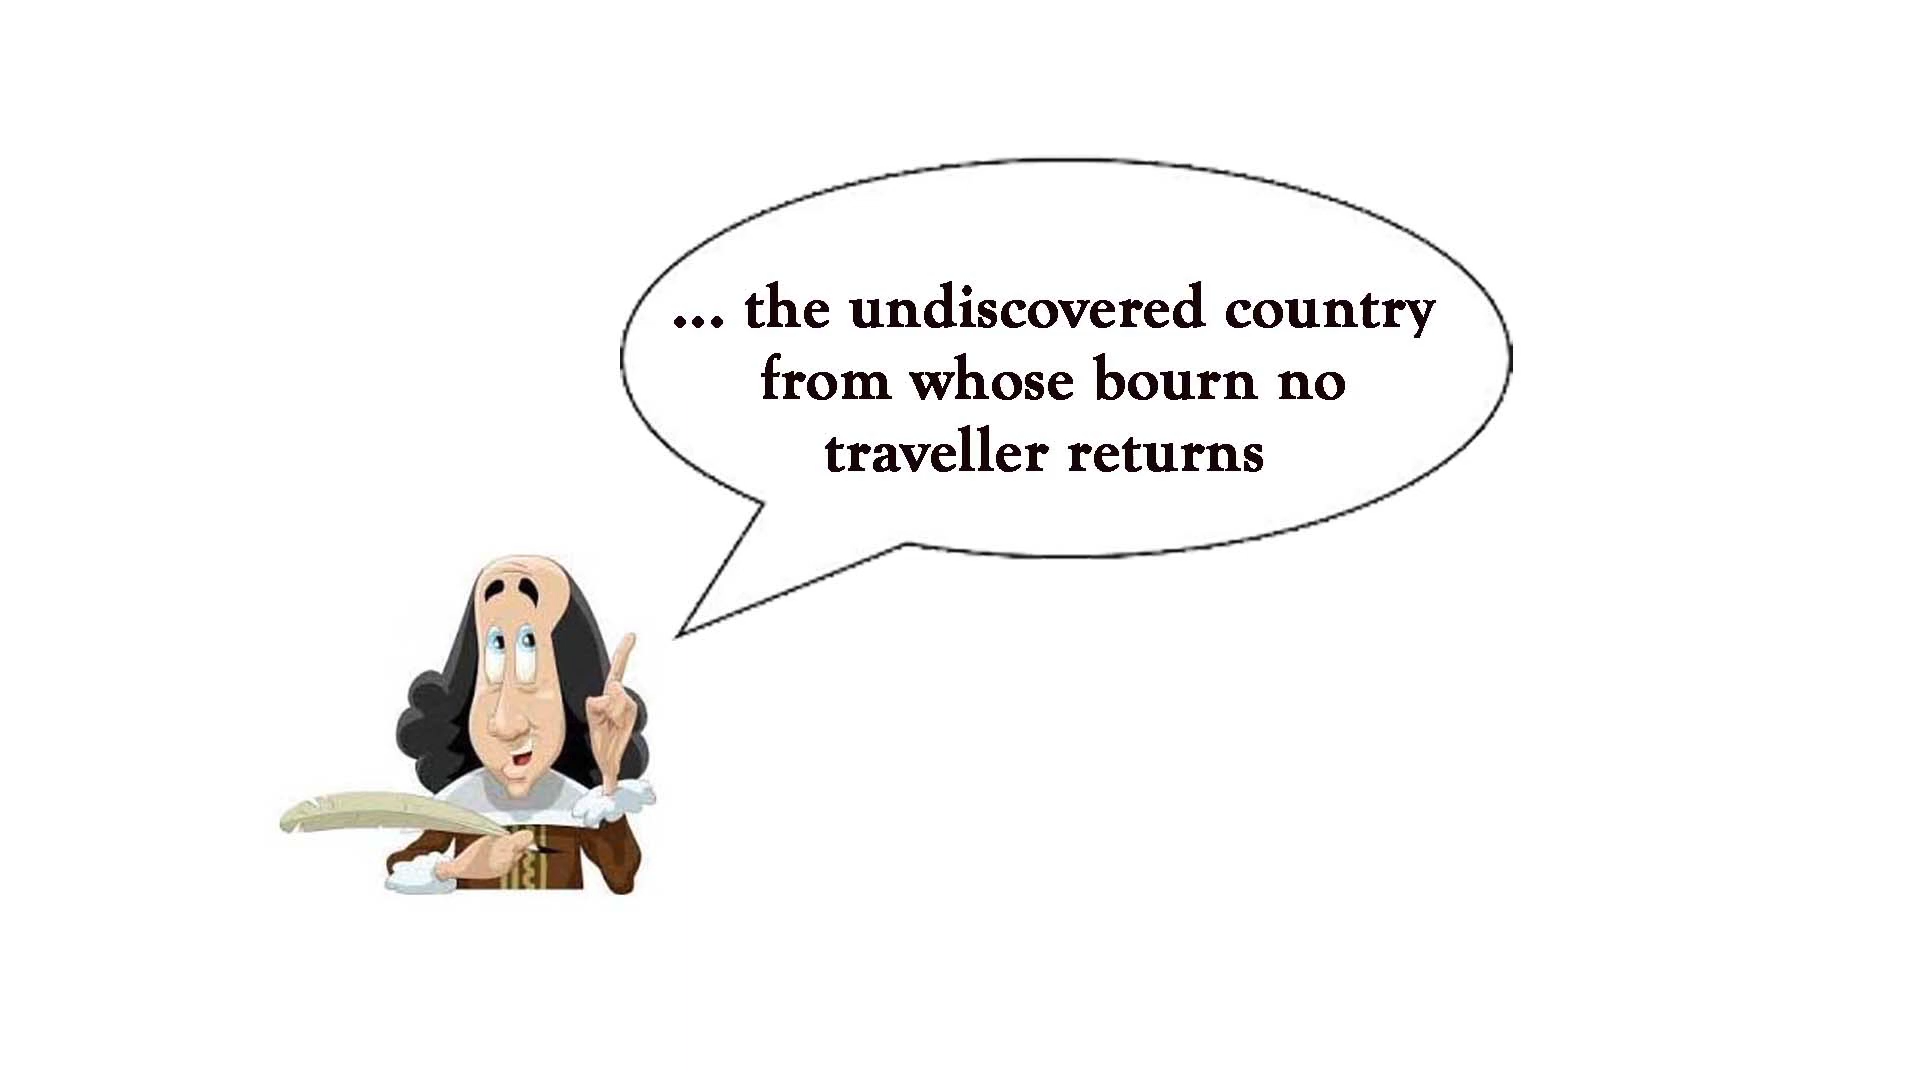 ... the undiscovered country
from whose bourn no
traveller returns